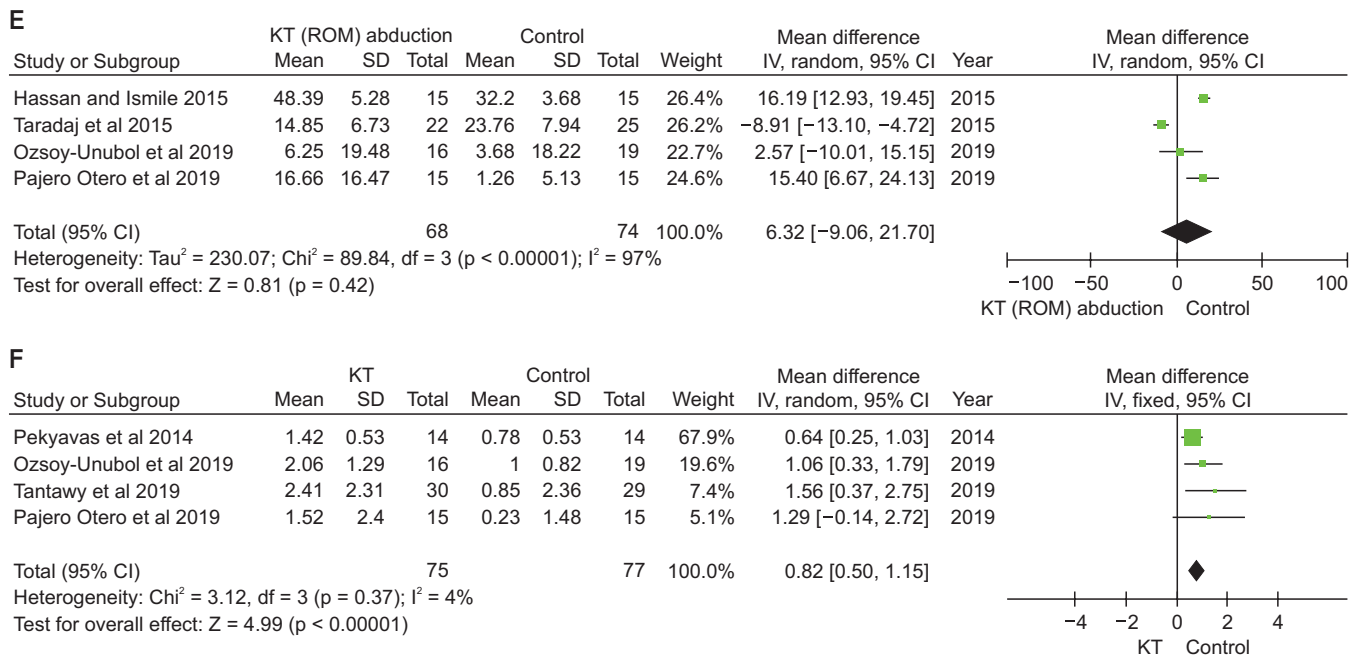 E
KT (ROM) abduction Control Mean difference Mean difference
Study or Subgroup Mean SD Total Mean SD Total Weight IV, random, 95% CI Year IV, random, 95% CI
Hassan and Ismile 2015 48.39 5.28 15 32.2 3.68 15 26.4% 16.19 [12.93, 19.45] 2015
Taradaj et al 2015 14.85 6.73 22 23.76 7.94 25 26.2% −8.91 [−13.10, −4.72] 2015
Ozsoy-Unubol et al 2019 6.25 19.48 16 3.68 18.22 19 22.7% 2.57 [−10.01, 15.15] 2019
Pajero Otero et al 2019 16.66 16.47 15 1.26 5.13 15 24.6% 15.40 [6.67, 24.13] 2019
Total (95% CI) 68 74 100.0% 6.32 [−9.06, 21.70]
Heterogeneity: Tau² = 230.07; Chi² = 89.84, df = 3 (p < 0.00001); I² = 97%
Test for overall effect: Z = 0.81 (p = 0.42)
−100 −50 0 50 100
KT (ROM) abduction Control
F
KT Control Mean difference Mean difference
Study or Subgroup Mean SD Total Mean SD Total Weight IV, random, 95% CI Year IV, fixed, 95% CI
Pekyavas et al 2014 1.42 0.53 14 0.78 0.53 14 67.9% 0.64 [0.25, 1.03] 2014
Ozsoy-Unubol et al 2019 2.06 1.29 16 1 0.82 19 19.6% 1.06 [0.33, 1.79] 2019
Tantawy et al 2019 2.41 2.31 30 0.85 2.36 29 7.4% 1.56 [0.37, 2.75] 2019
Pajero Otero et al 2019 1.52 2.4 15 0.23 1.48 15 5.1% 1.29 [−0.14, 2.72] 2019
Total (95% CI) 75 77 100.0% 0.82 [0.50, 1.15]
Heterogeneity: Chi² = 3.12, df = 3 (p = 0.37); I² = 4%
Test for overall effect: Z = 4.99 (p < 0.00001)
−4 −2 0 2 4
KT Control